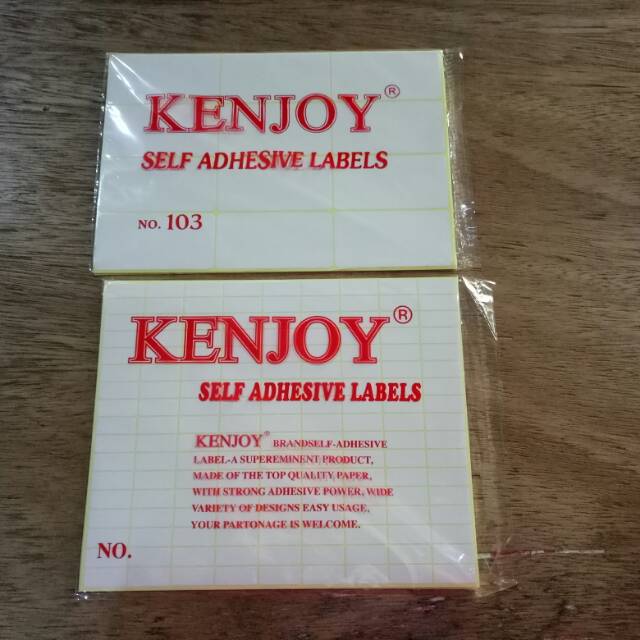 KENJOY®
SELF ADHESIVE LABELS
NO. 103
KENJOY®
SELF ADHESIVE LABELS
KENJOY® BRANDSELF-ADHESIVE
LABEL-A SUPEREMINENT PRODUCT,
MADE OF THE TOP QUALITY PAPER,
WITH STRONG ADHESIVE POWER, WIDE
VARIETY OF DESIGNS EASY USAGE,
YOUR PARTONAGE IS WELCOME.
NO.